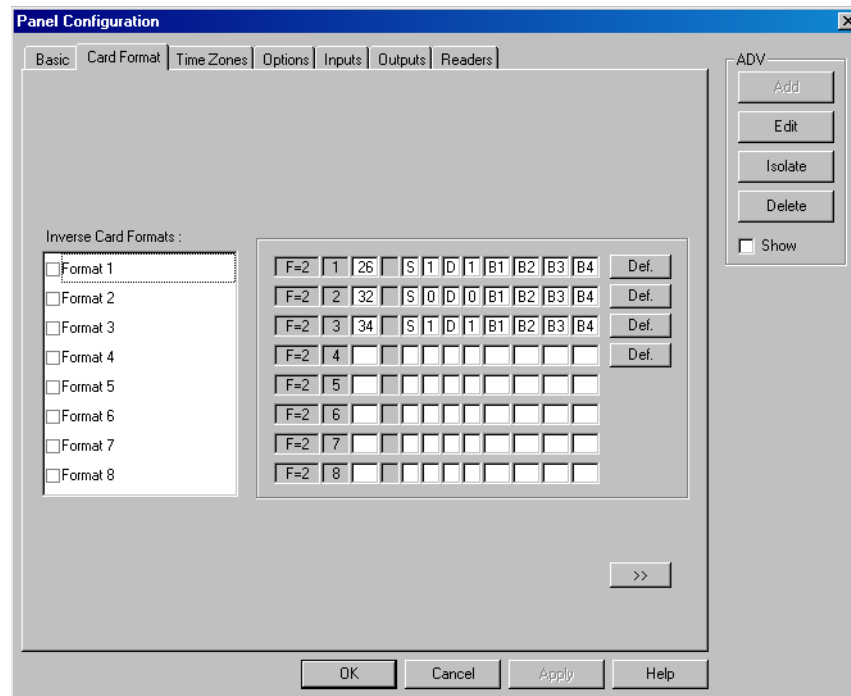 Panel Configuration
Basic Card Format Time Zones Options Inputs Outputs Readers
ADV
Add
Edit
Isolate
Delete
Show
Inverse Card Formats :
Format 1
Format 2
Format 3
Format 4
Format 5
Format 6
Format 7
Format 8
F=2 1 26 S 1 D 1 B1 B2 B3 B4 Def.
F=2 2 32 S 0 D 0 B1 B2 B3 B4 Def.
F=2 3 34 S 1 D 1 B1 B2 B3 B4 Def.
F=2 4 Def.
F=2 5
F=2 6
F=2 7
F=2 8
>>
OK Cancel Apply Help